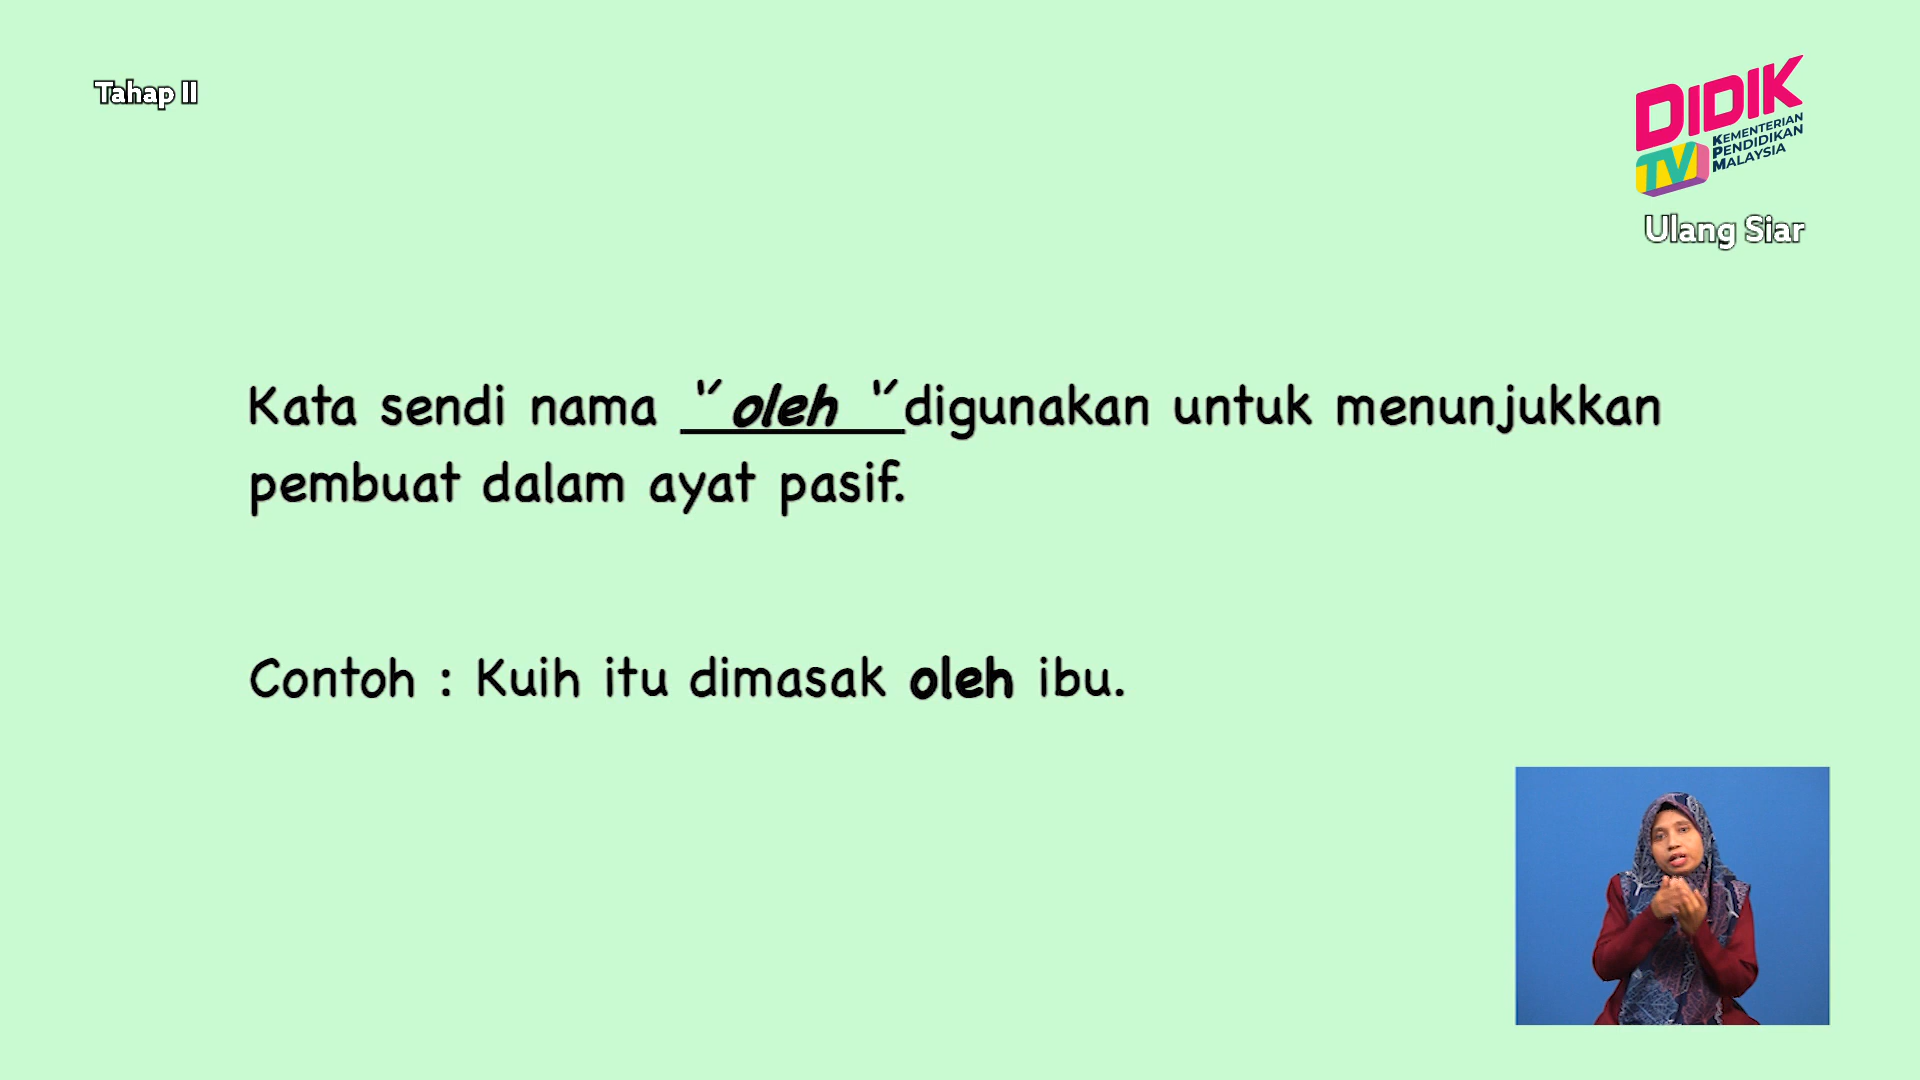 Tahap II
DIDIK
TV
KEMENTERIAN
PENDIDIKAN
MALAYSIA
Ulang Siar
Kata sendi nama "oleh "digunakan untuk menunjukkan
pembuat dalam ayat pasif.
Contoh : Kuih itu dimasak oleh ibu.